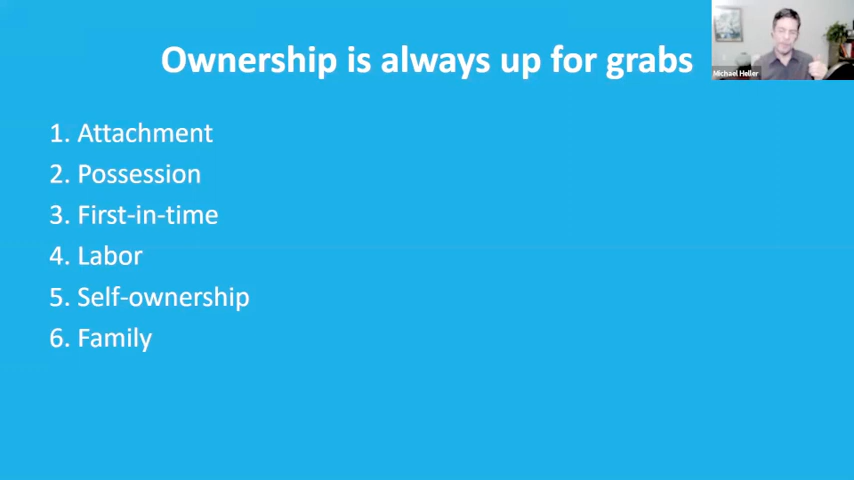 Ownership is always up for grabs
Michael Heller
1. Attachment
2. Possession
3. First-in-time
4. Labor
5. Self-ownership
6. Family